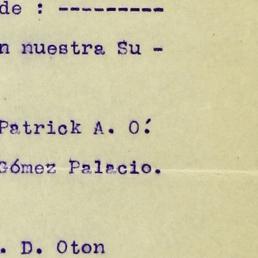 de : ---------
n nuestra Su -
Patrick A. O'.
Gómez Palacio.
. D. Oton